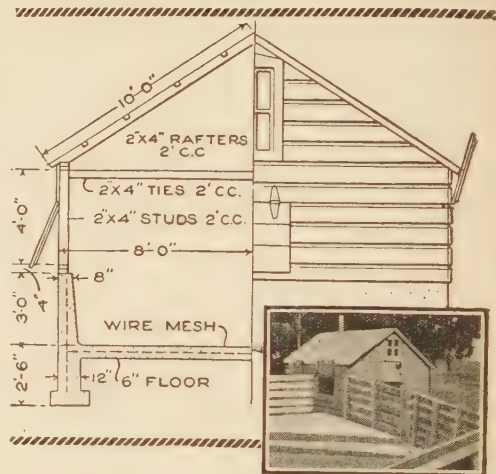 10'-0"
2"X4" RAFTERS
2' C.C
2"X4" TIES 2' CC.
2"X4" STUDS 2'C.C.
8'-0"
4'-0"
4"
8"
3'-0"
WIRE MESH
2'-6"
12"
6" FLOOR